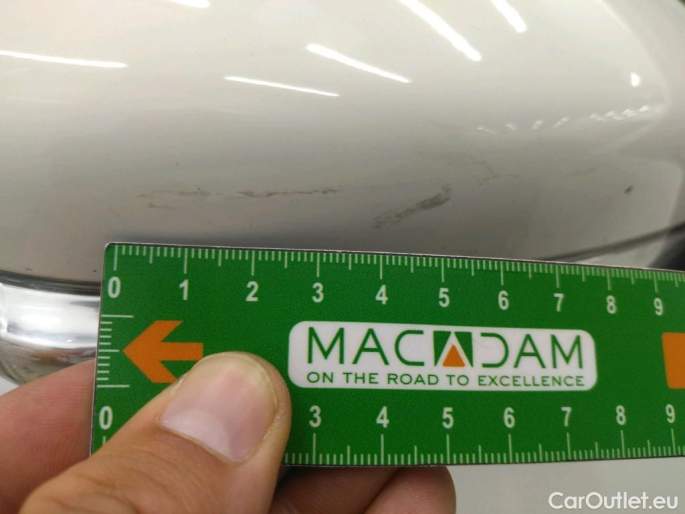 0 1 2 3 4 5 6 7 8 9
MACADAM
ON THE ROAD TO EXCELLENCE
0 3 4 5 6 7 8 9
CarOutlet.eu